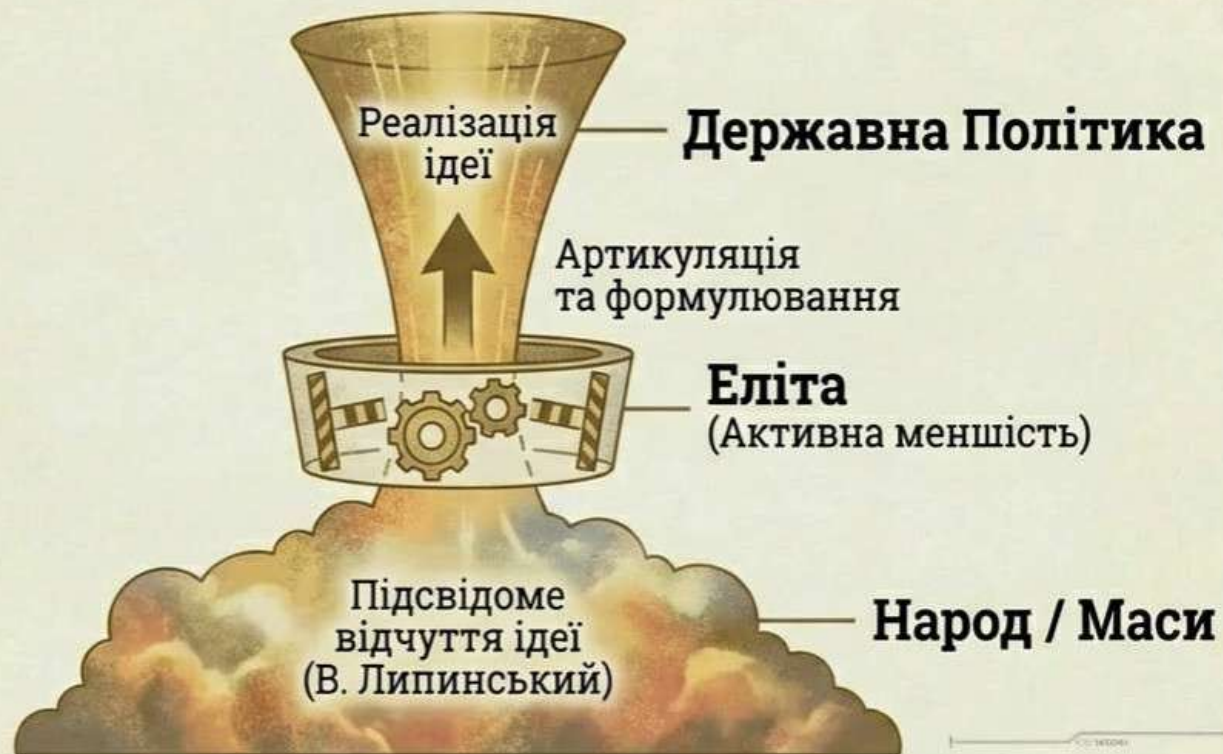 Реалізація
ідеї
Державна Політика
Артикуляція
та формулювання
Еліта
(Активна меншість)
Підсвідоме
відчуття ідеї
(В. Липинський)
Народ / Маси